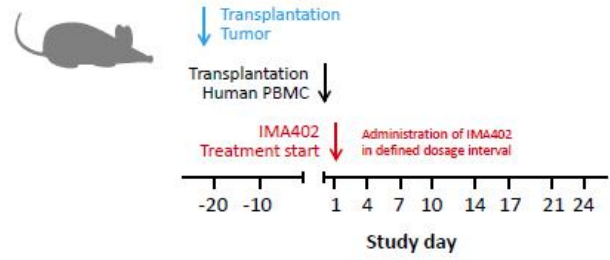 Transplantation
Tumor
Transplantation
Human PBMC
IMA402
Treatment start
Administration of IMA402
in defined dosage interval
-20 -10 1 4 7 10 14 17 21 24
Study day